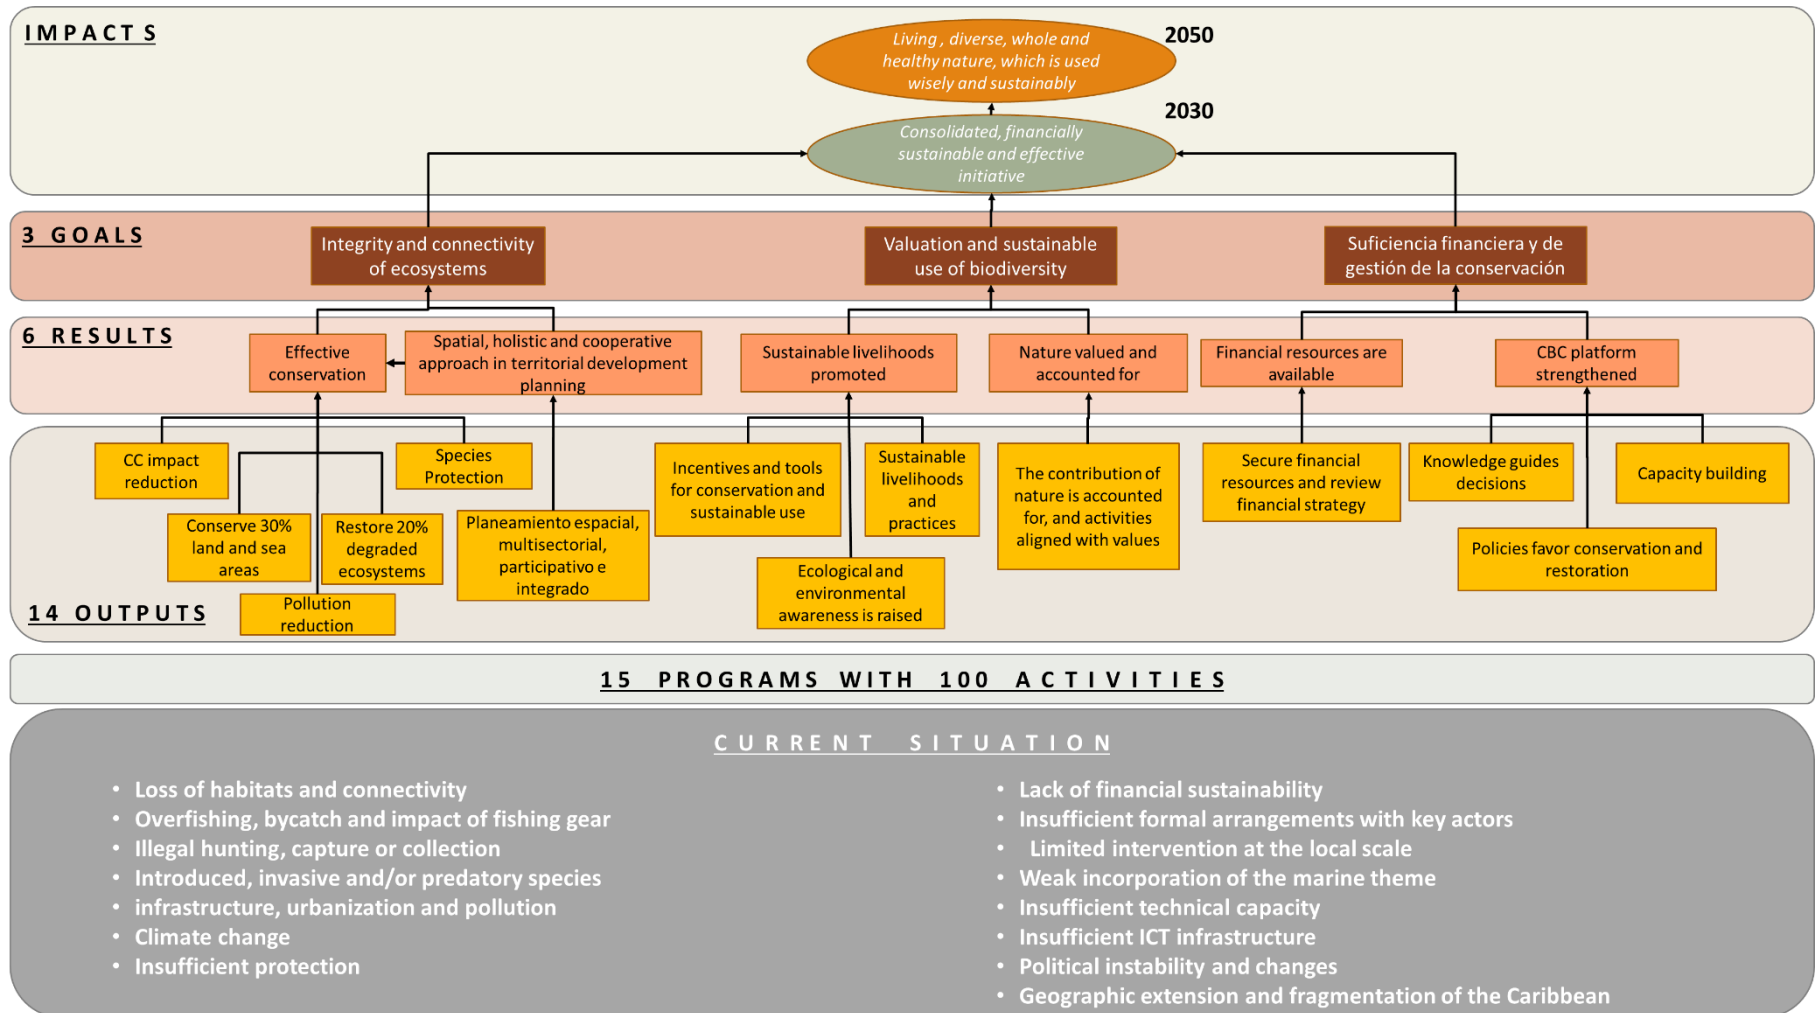 IMPACTS
Living , diverse, whole and
healthy nature, which is used
wisely and sustainably
2050
2030
Consolidated, financially
sustainable and effective
initiative
3 GOALS
Integrity and connectivity
of ecosystems
Valuation and sustainable
use of biodiversity
Suficiencia financiera y de
gestión de la conservación
6 RESULTS
Effective
conservation
Spatial, holistic and cooperative
approach in territorial development
planning
Sustainable livelihoods
promoted
Nature valued and
accounted for
Financial resources are
available
CBC platform
strengthened
CC impact
reduction
Species
Protection
Conserve 30%
land and sea
areas
Restore 20%
degraded
ecosystems
Pollution
reduction
Planeamiento espacial,
multisectorial,
participativo e
integrado
Incentives and tools
for conservation and
sustainable use
Sustainable
livelihoods
and
practices
Ecological and
environmental
awareness is raised
The contribution of
nature is accounted
for, and activities
aligned with values
Secure financial
resources and review
financial strategy
Knowledge guides
decisions
Capacity building
Policies favor conservation and
restoration
14 OUTPUTS
15 PROGRAMS WITH 100 ACTIVITIES
CURRENT SITUATION
• Loss of habitats and connectivity
• Overfishing, bycatch and impact of fishing gear
• Illegal hunting, capture or collection
• Introduced, invasive and/or predatory species
• infrastructure, urbanization and pollution
• Climate change
• Insufficient protection
• Lack of financial sustainability
• Insufficient formal arrangements with key actors
• Limited intervention at the local scale
• Weak incorporation of the marine theme
• Insufficient technical capacity
• Insufficient ICT infrastructure
• Political instability and changes
• Geographic extension and fragmentation of the Caribbean